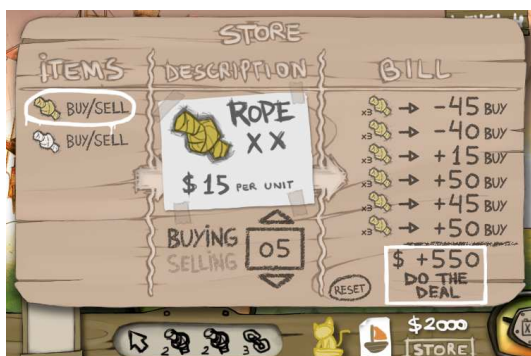 STORE
ITEMS
BUY/SELL
BUY/SELL
DESCRIPTION
ROPE
XX
$15 PER UNIT
BUYING
SELLING
05
BILL
x3 → -45 BUY
x3 → -40 BUY
x3 → +15 BUY
x3 → +50 BUY
x3 → +45 BUY
x3 → +50 BUY
$ +550
DO THE
DEAL
RESET
2
2
3
$2000
STORE